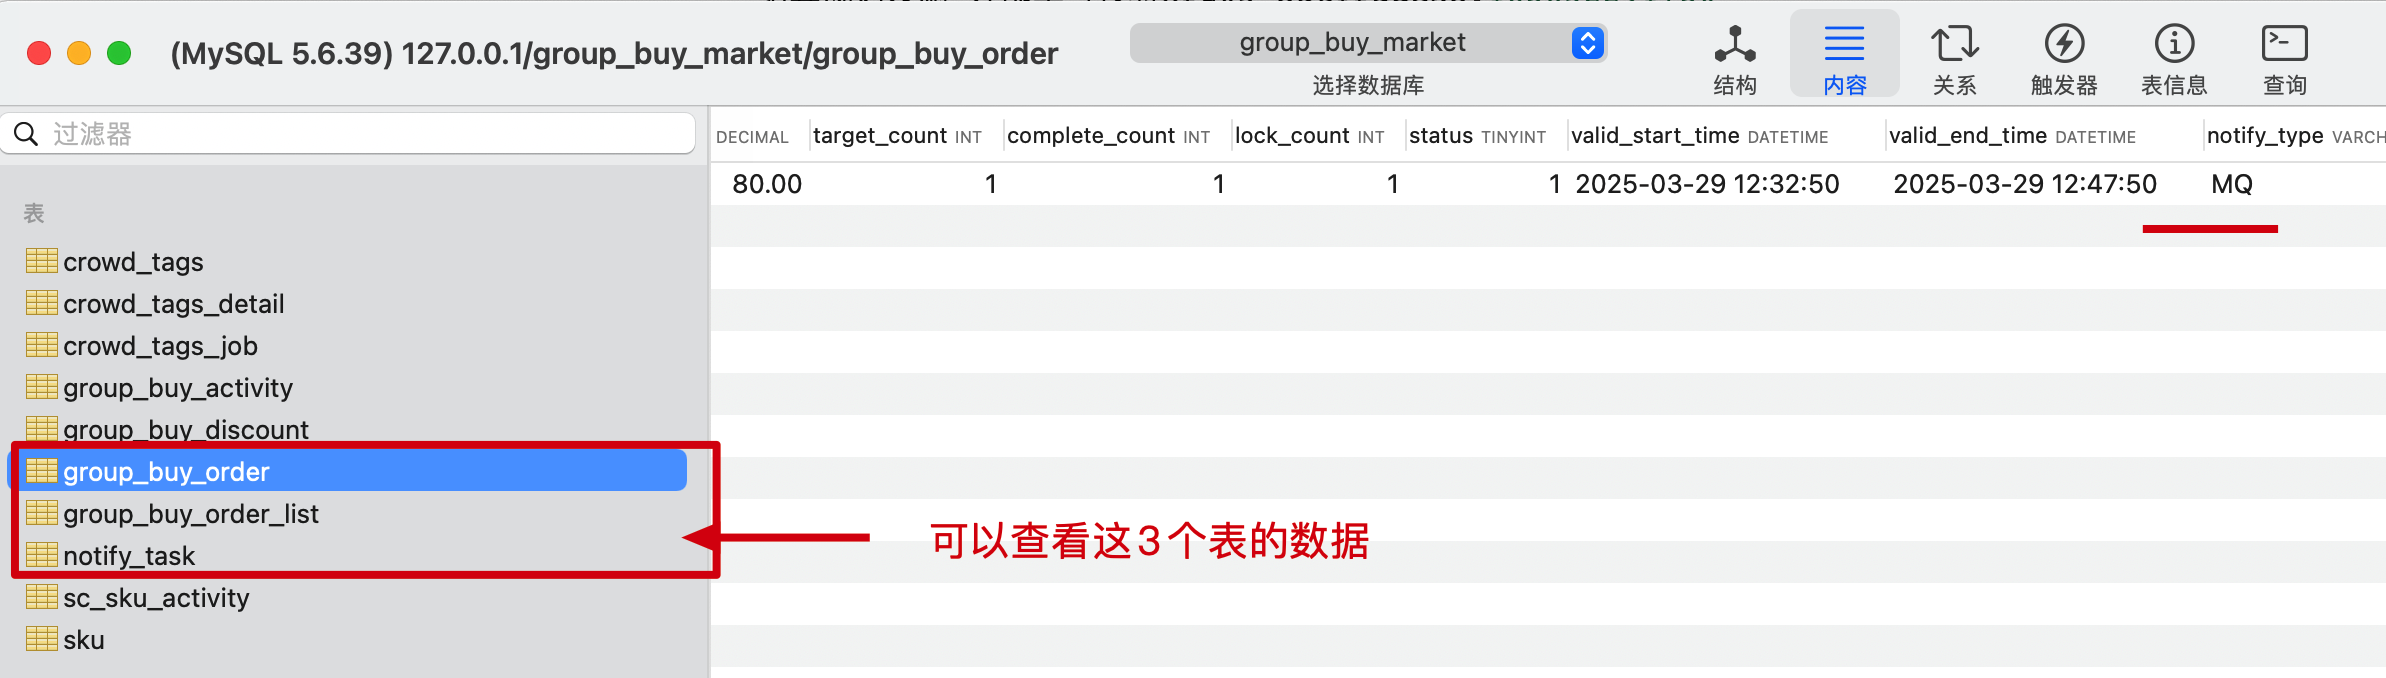 (MySQL 5.6.39) 127.0.0.1/group_buy_market/group_buy_order
group_buy_market
选择数据库
结构
内容
关系
触发器
表信息
查询
过滤器
表
crowd_tags
crowd_tags_detail
crowd_tags_job
group_buy_activity
group_buy_discount
group_buy_order
group_buy_order_list
notify_task
sc_sku_activity
sku
DECIMAL target_count INT complete_count INT lock_count INT status TINYINT valid_start_time DATETIME valid_end_time DATETIME notify_type VARCH
80.00 1 1 1 1 2025-03-29 12:32:50 2025-03-29 12:47:50 MQ
可以查看这3个表的数据